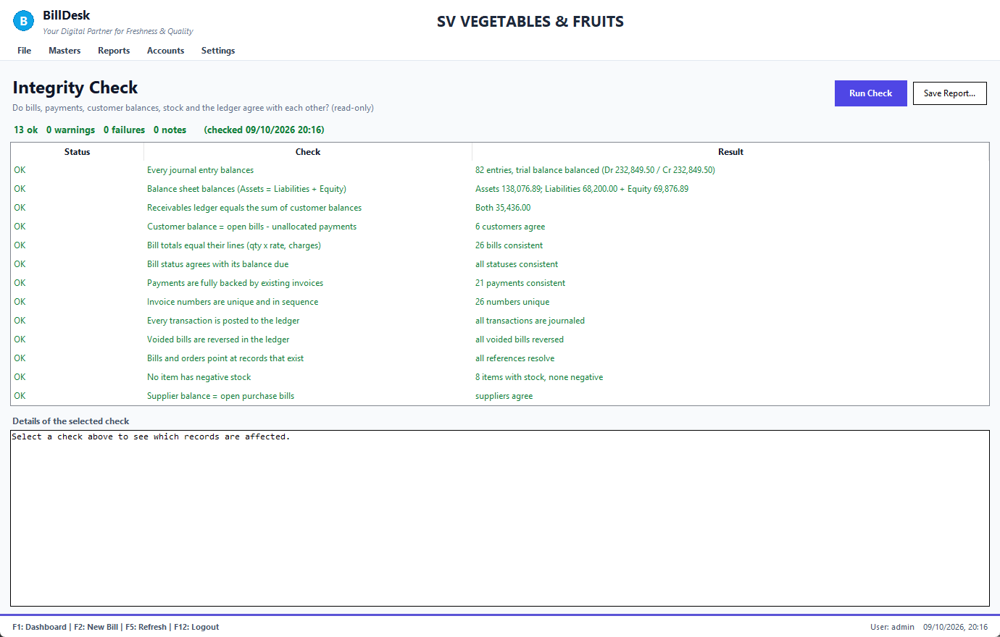 B
BillDesk
Your Digital Partner for Freshness & Quality
SV VEGETABLES & FRUITS
File Masters Reports Accounts Settings
Integrity Check
Do bills, payments, customer balances, stock and the ledger agree with each other? (read-only)
Run Check
Save Report...
13 ok 0 warnings 0 failures 0 notes (checked 09/10/2026 20:16)
Status Check Result
OK Every journal entry balances 82 entries, trial balance balanced (Dr 232,849.50 / Cr 232,849.50)
OK Balance sheet balances (Assets = Liabilities + Equity) Assets 138,076.89; Liabilities 68,200.00 + Equity 69,876.89
OK Receivables ledger equals the sum of customer balances Both 35,436.00
OK Customer balance = open bills - unallocated payments 6 customers agree
OK Bill totals equal their lines (qty x rate, charges) 26 bills consistent
OK Bill status agrees with its balance due all statuses consistent
OK Payments are fully backed by existing invoices 21 payments consistent
OK Invoice numbers are unique and in sequence 26 numbers unique
OK Every transaction is posted to the ledger all transactions are journaled
OK Voided bills are reversed in the ledger all voided bills reversed
OK Bills and orders point at records that exist all references resolve
OK No item has negative stock 8 items with stock, none negative
OK Supplier balance = open purchase bills suppliers agree
Details of the selected check
Select a check above to see which records are affected.
F1: Dashboard | F2: New Bill | F5: Refresh | F12: Logout
User: admin 09/10/2026, 20:16